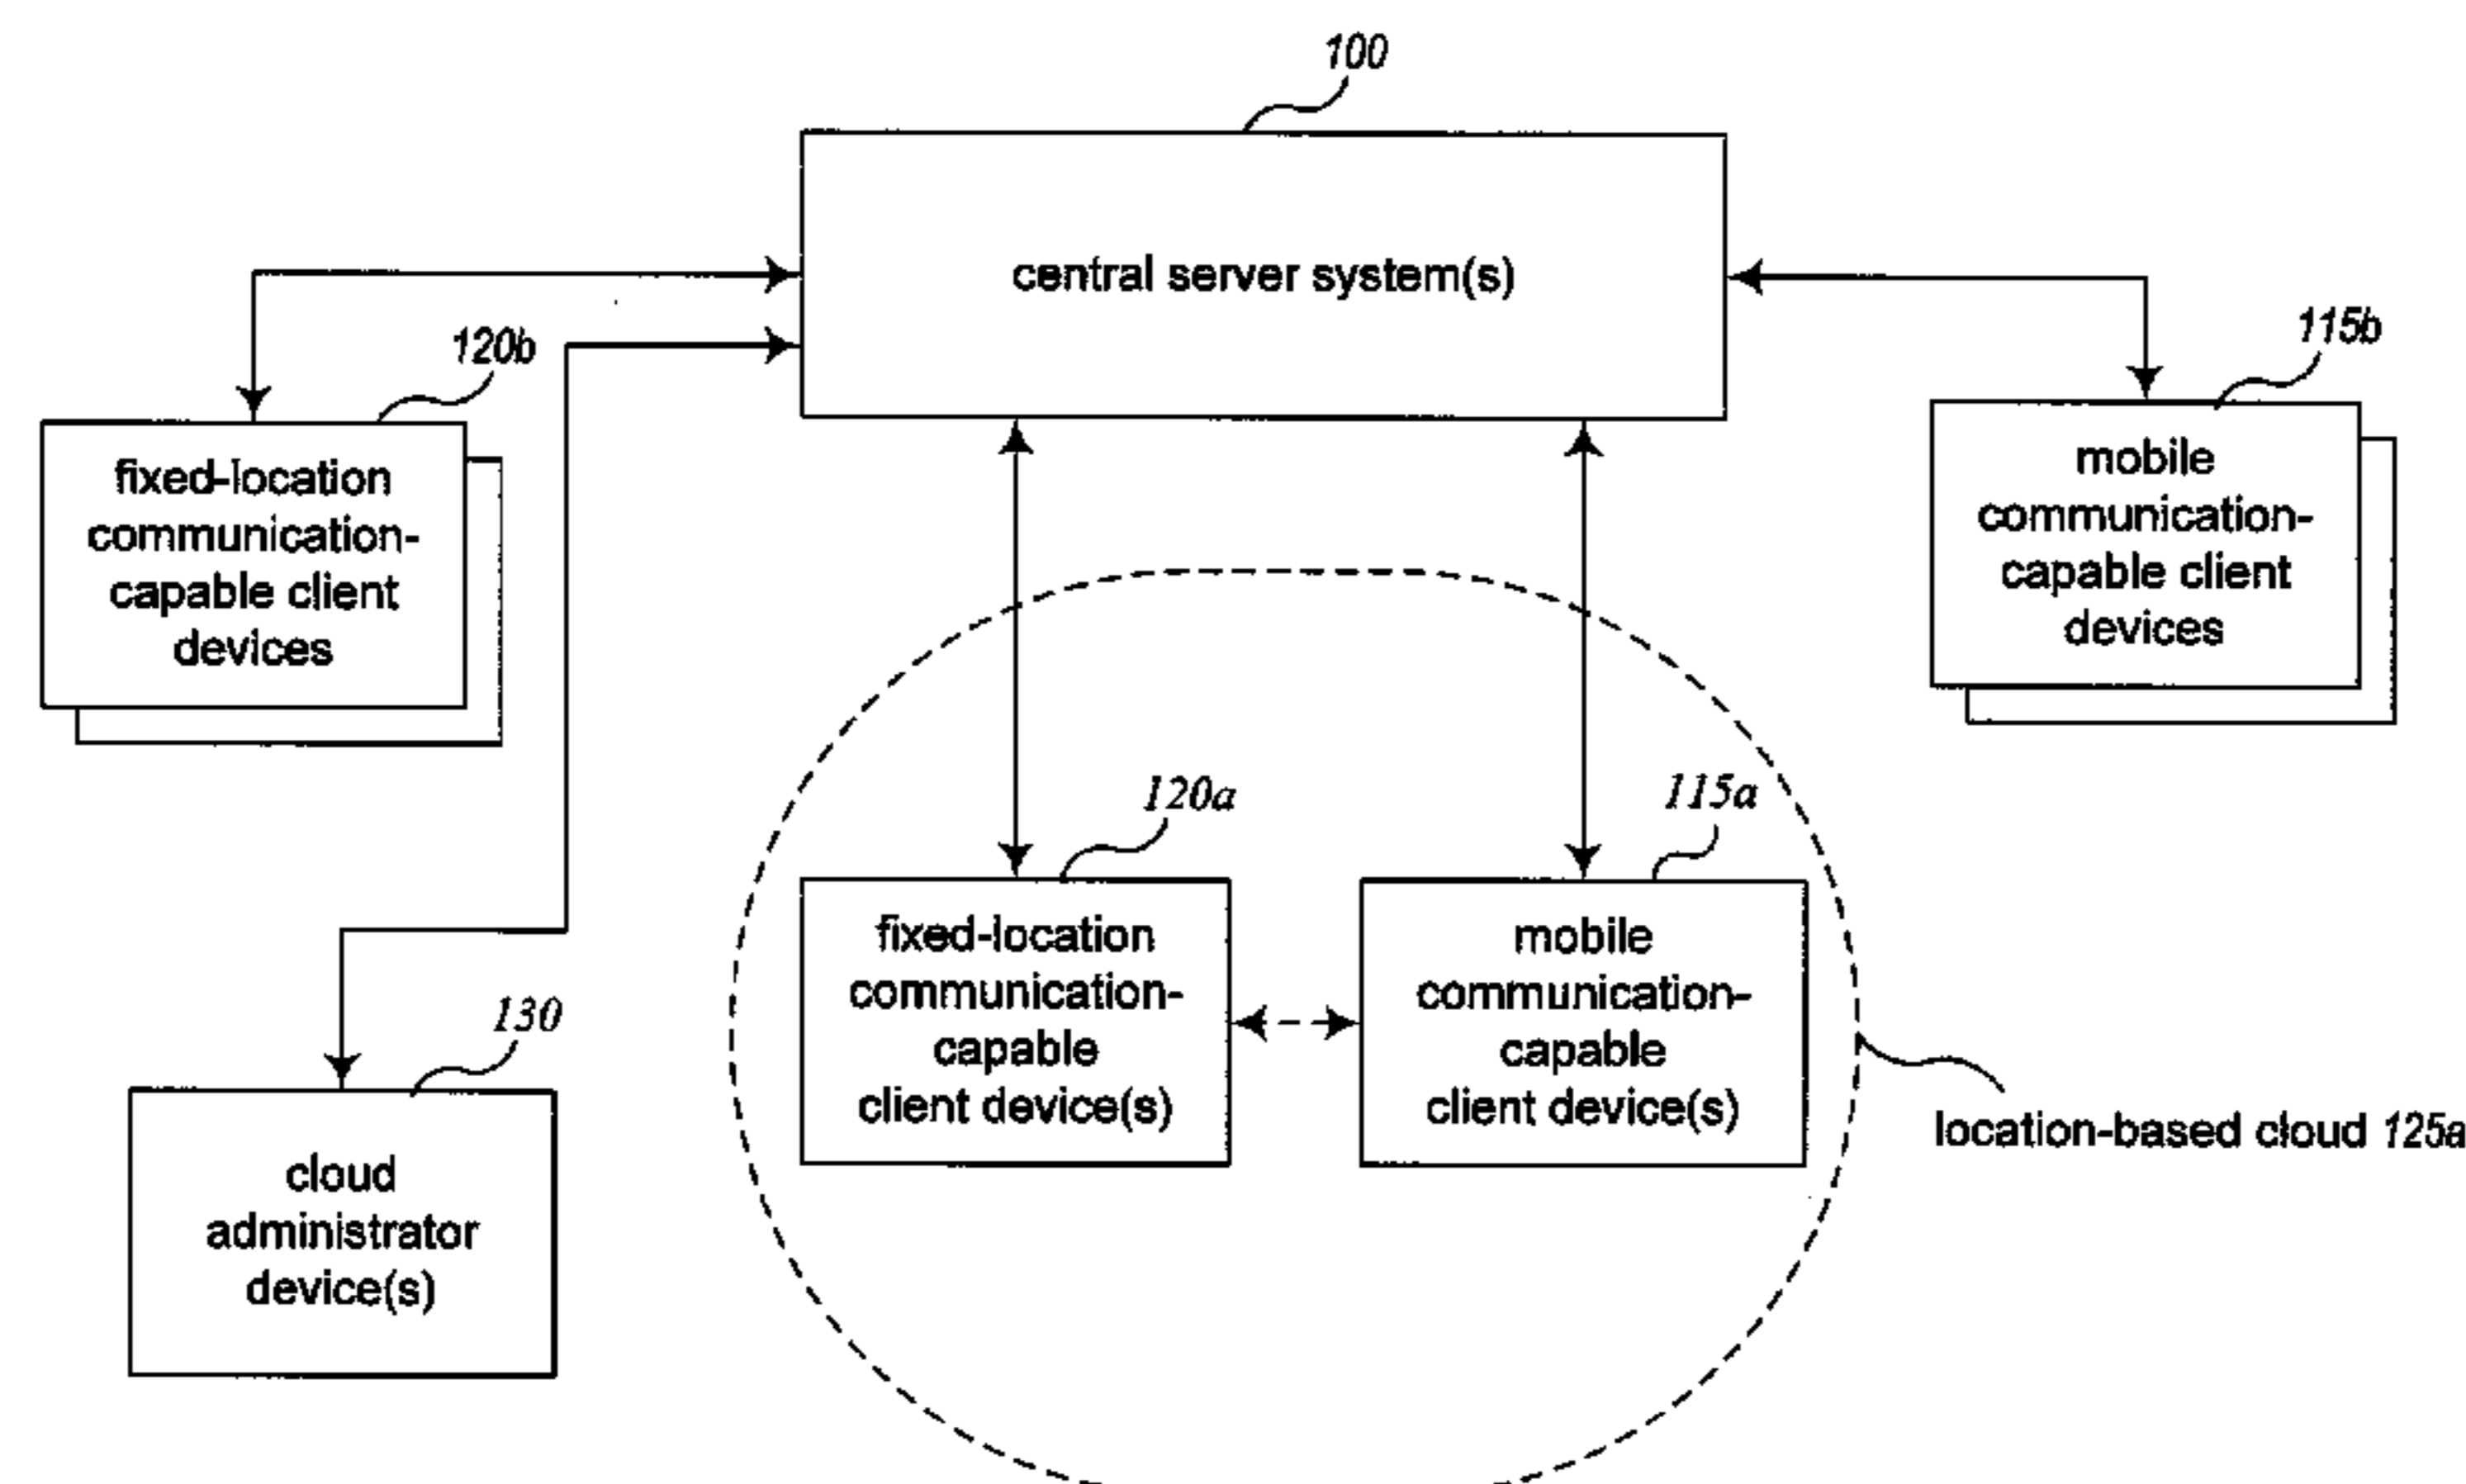 100
central server system(s)
120b
fixed-location
communication-
capable client
devices
115b
mobile
communication-
capable client
devices
120a
fixed-location
communication-
capable
client device(s)
115a
mobile
communication-
capable
client device(s)
130
cloud
administrator
device(s)
location-based cloud 125a